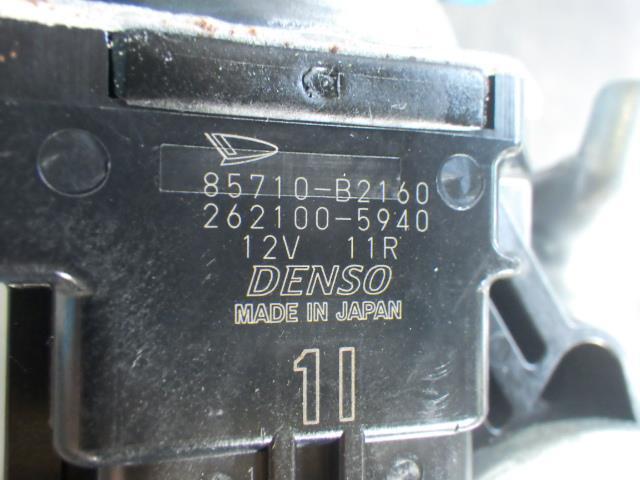 85710-B2160
262100-5940
12V 11R
DENSO
MADE IN JAPAN
1I